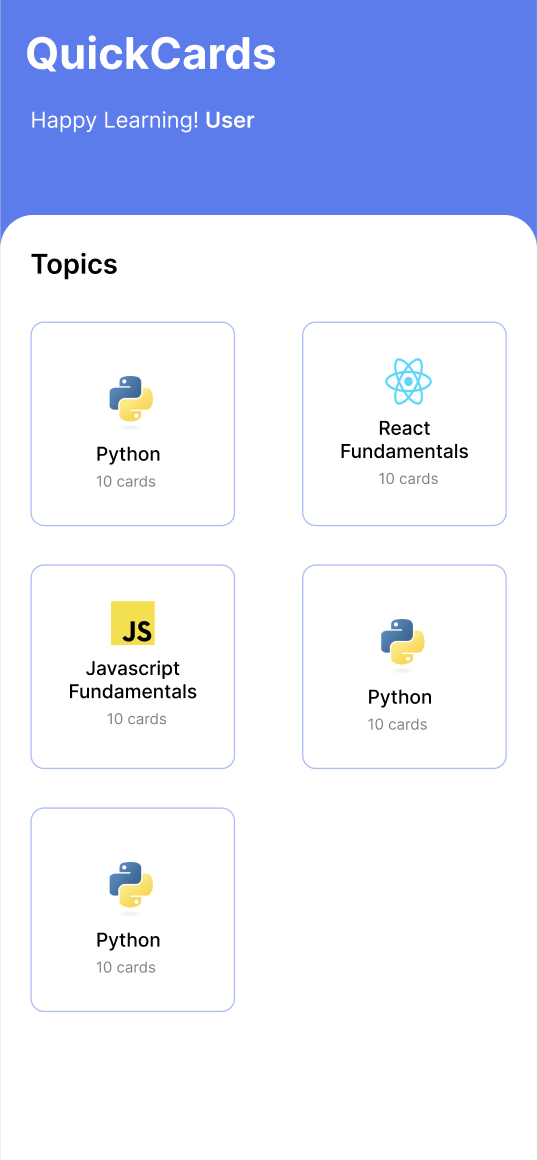 QuickCards
Happy Learning! User
Topics
Python
10 cards
React
Fundamentals
10 cards
JS
Javascript
Fundamentals
10 cards
Python
10 cards
Python
10 cards